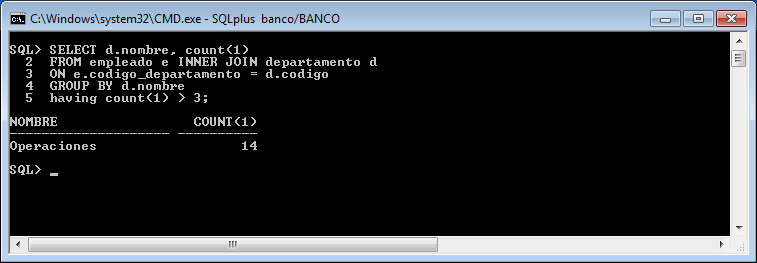 C:\Windows\system32\CMD.exe - SQLplus  banco/BANCO
SQL> SELECT d.nombre, count(1)
  2  FROM empleado e INNER JOIN departamento d
  3  ON e.codigo_departamento = d.codigo
  4  GROUP BY d.nombre
  5  having count(1) > 3;
NOMBRE                 COUNT(1)
-------------------- ----------
Operaciones                  14
SQL> _